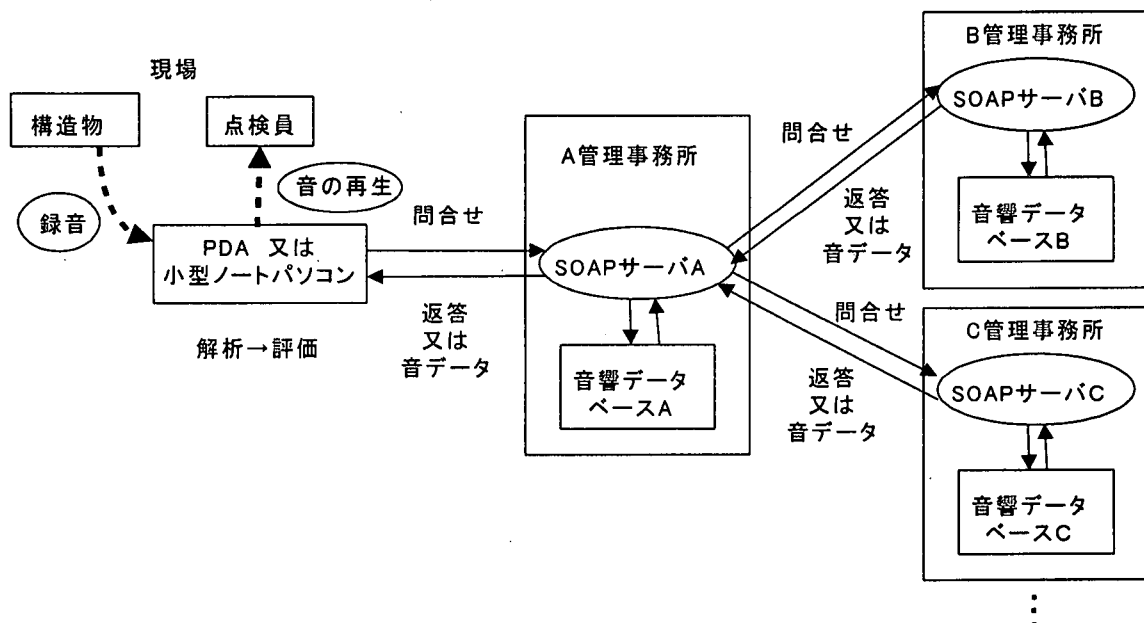 現場
構造物
点検員
録音
音の再生
PDA 又は
小型ノートパソコン
解析→評価
問合せ
返答
又は
音データ
A管理事務所
SOAPサーバA
音響データ
ベースA
問合せ
返答
又は
音データ
問合せ
返答
又は
音データ
B管理事務所
SOAPサーバB
音響データ
ベースB
C管理事務所
SOAPサーバC
音響データ
ベースC